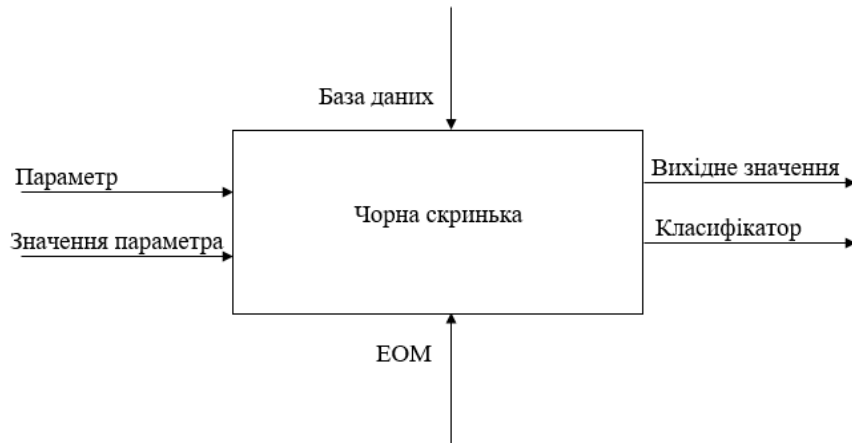 База даних
Параметр
Вихідне значення
Чорна скринька
Значення параметра
Класифікатор
ЕОМ